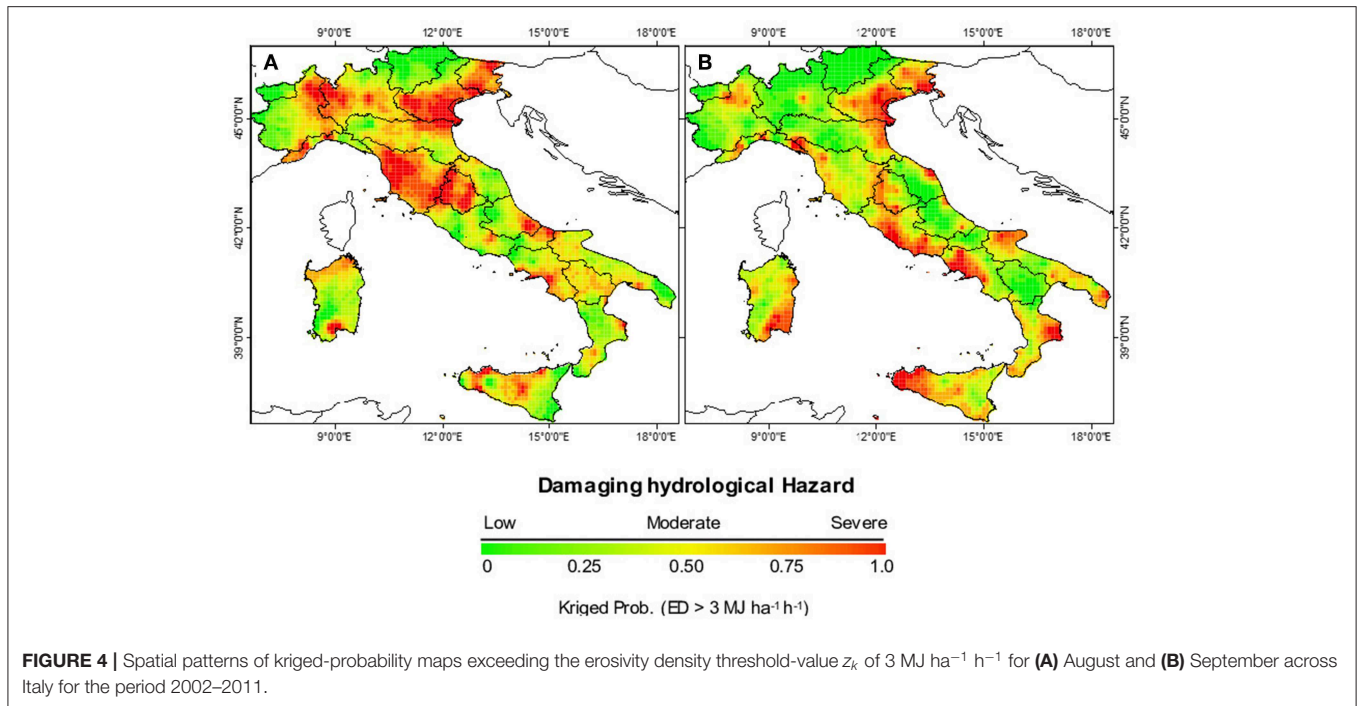 9°0'0"E 12°0'0"E 15°0'0"E 18°0'0"E 9°0'0"E 12°0'0"E 15°0'0"E 18°0'0"E
A B
45°0'0"N 45°0'0"N
42°0'0"N 42°0'0"N
39°0'0"N 39°0'0"N
9°0'0"E 12°0'0"E 15°0'0"E 18°0'0"E 9°0'0"E 12°0'0"E 15°0'0"E 18°0'0"E
Damaging hydrological Hazard
Low Moderate Severe
0 0.25 0.50 0.75 1.0
Kriged Prob. (ED > 3 MJ ha⁻¹ h⁻¹)
FIGURE 4 | Spatial patterns of kriged-probability maps exceeding the erosivity density threshold-value zₖ of 3 MJ ha⁻¹ h⁻¹ for (A) August and (B) September across
Italy for the period 2002–2011.